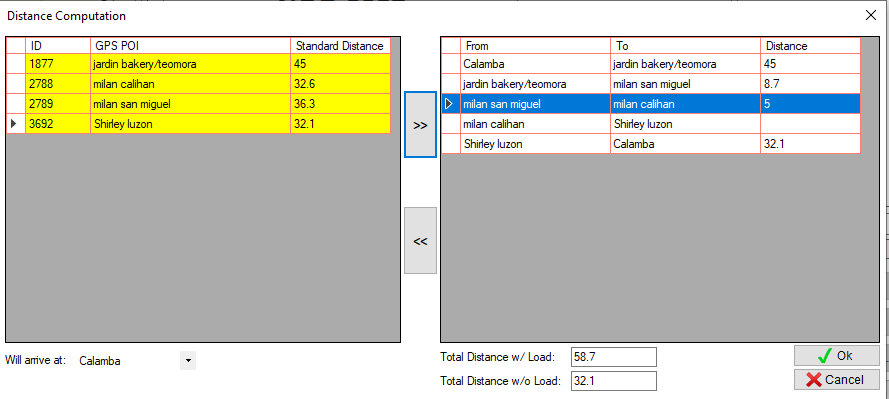 Distance Computation
ID GPS POI Standard Distance
1877 jardin bakery/teomora 45
2788 milan calihan 32.6
2789 milan san miguel 36.3
3692 Shirley luzon 32.1
>>
<<
From To Distance
Calamba jardin bakery/teomora 45
jardin bakery/teomora milan san miguel 8.7
milan san miguel milan calihan 5
milan calihan Shirley luzon
Shirley luzon Calamba 32.1
Will arrive at: Calamba
Total Distance w/ Load: 58.7
Total Distance w/o Load: 32.1
Ok
Cancel